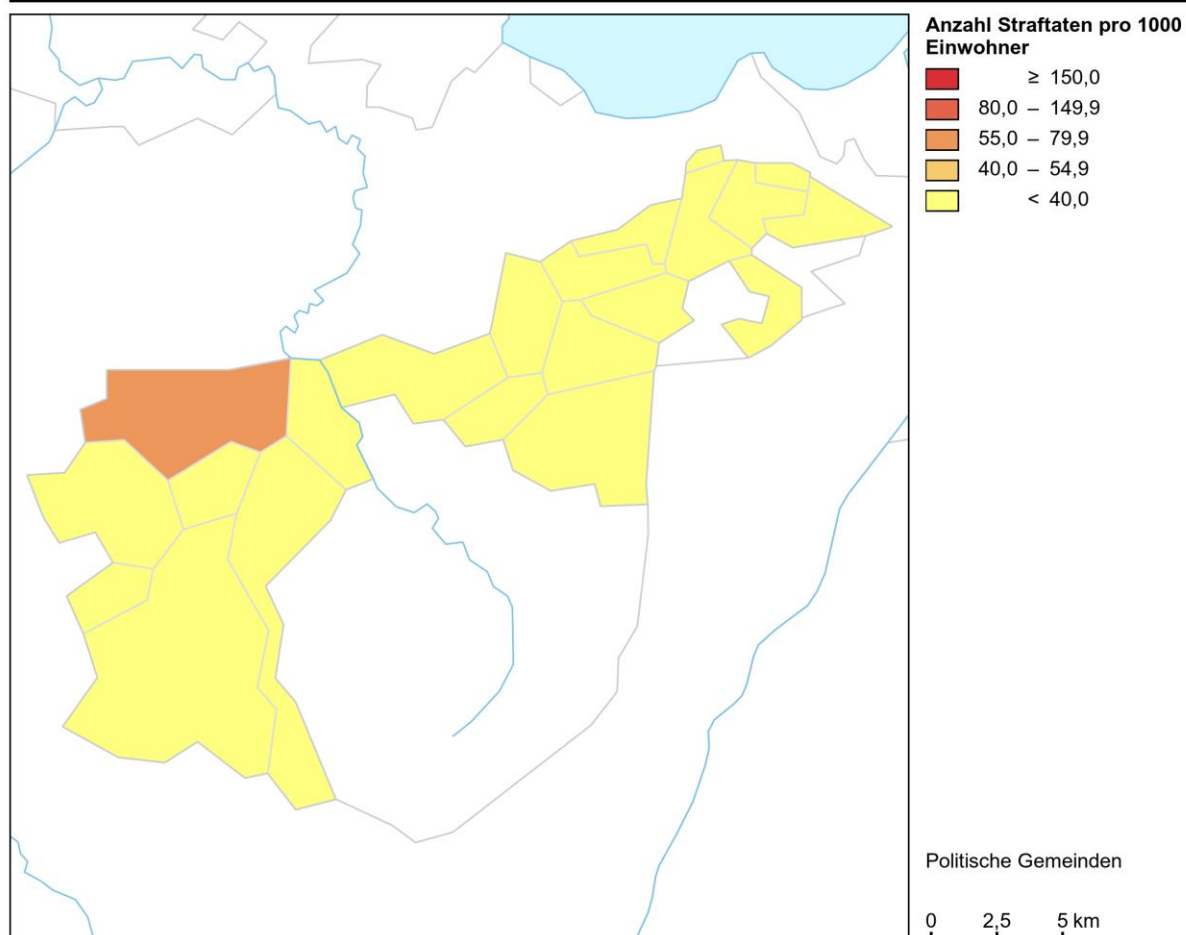 Anzahl Straftaten pro 1000
Einwohner
≥ 150,0
80,0 – 149,9
55,0 – 79,9
40,0 – 54,9
< 40,0
Politische Gemeinden
0 2,5 5 km